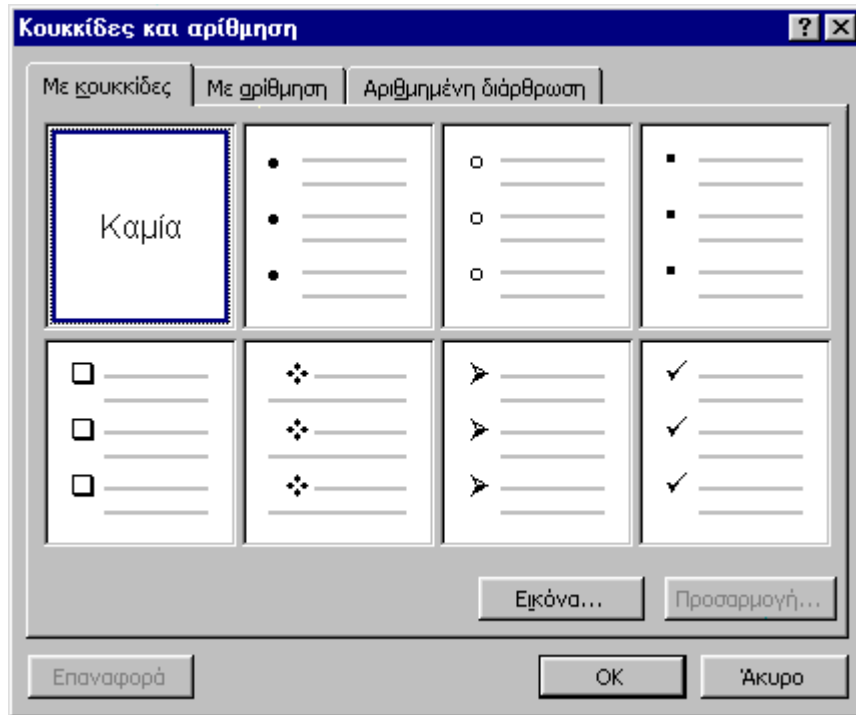 Κουκκίδες και αρίθμηση
Με κουκκίδες
Με αρίθμηση
Αριθμημένη διάρθρωση
Καμία
Εικόνα...
Προσαρμογή...
Επαναφορά
OK
Άκυρο